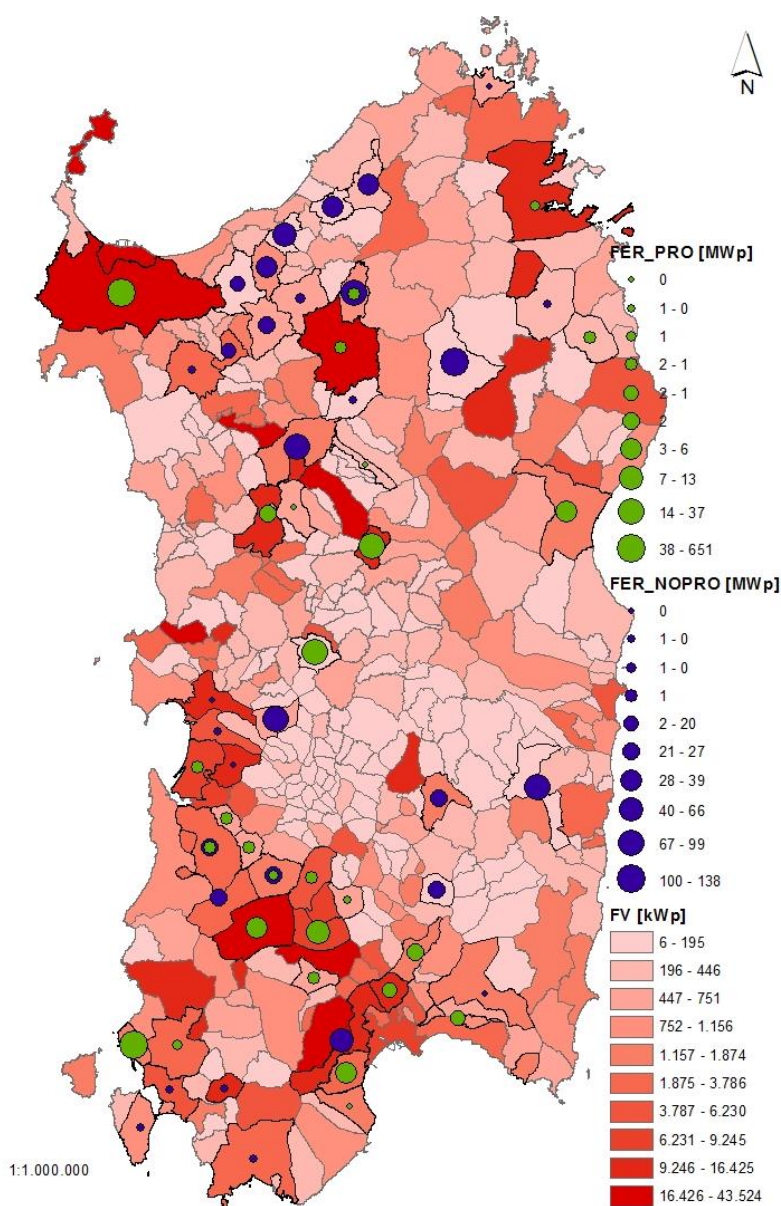 N
FER_PRO [MWp]
0
1 - 0
1
2 - 1
2 - 1
2
3 - 6
7 - 13
14 - 37
38 - 651
FER_NOPRO [MWp]
0
1 - 0
1 - 0
1
2 - 20
21 - 27
28 - 39
40 - 66
67 - 99
100 - 138
FV [kWp]
6 - 195
196 - 446
447 - 751
752 - 1.156
1.157 - 1.874
1.875 - 3.786
3.787 - 6.230
6.231 - 9.245
9.246 - 16.425
16.426 - 43.524
1:1.000.000